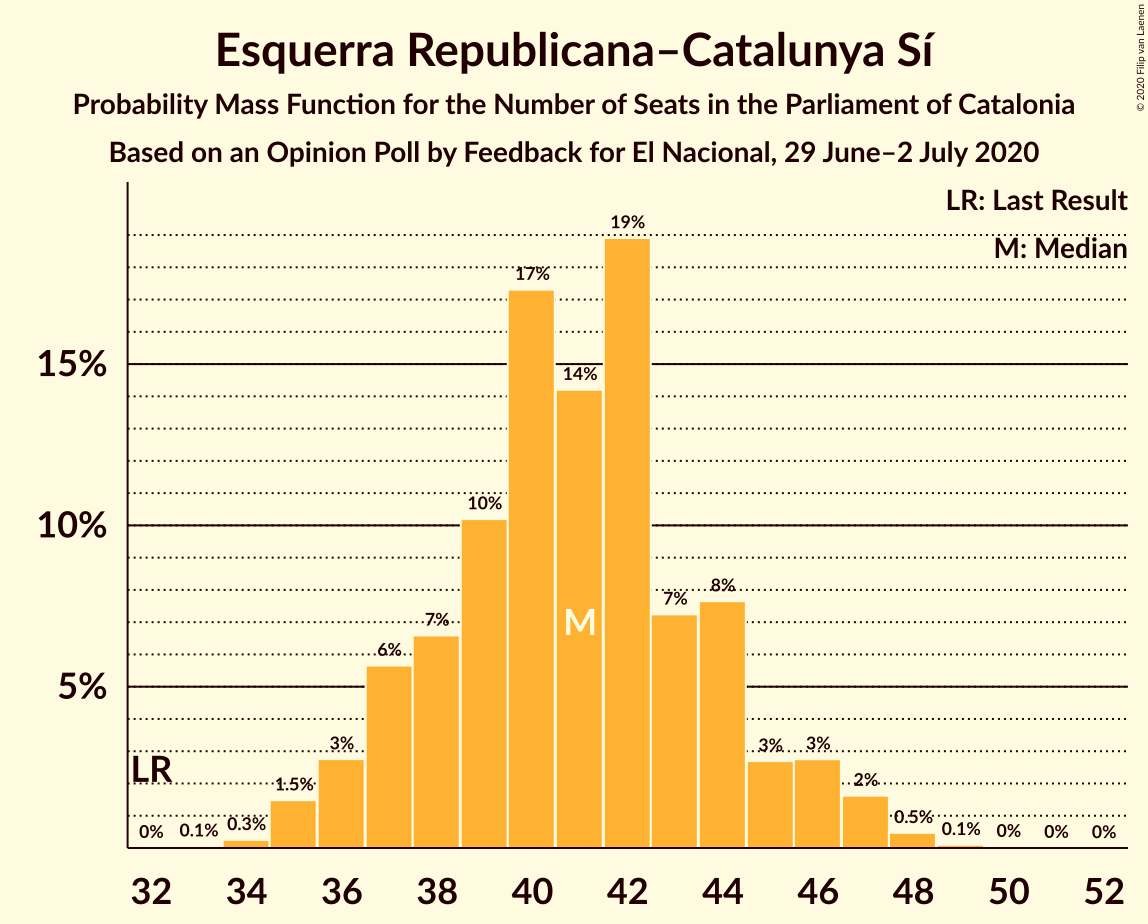 Esquerra Republicana–Catalunya Sí
Probability Mass Function for the Number of Seats in the Parliament of Catalonia
Based on an Opinion Poll by Feedback for El Nacional, 29 June–2 July 2020
© 2020 Filip van Laenen
LR: Last Result
M: Median
15%
10%
5%
LR
M
0%
0.1%
0.3%
1.5%
3%
6%
7%
10%
17%
14%
19%
7%
8%
3%
3%
2%
0.5%
0.1%
0%
0%
0%
32 34 36 38 40 42 44 46 48 50 52